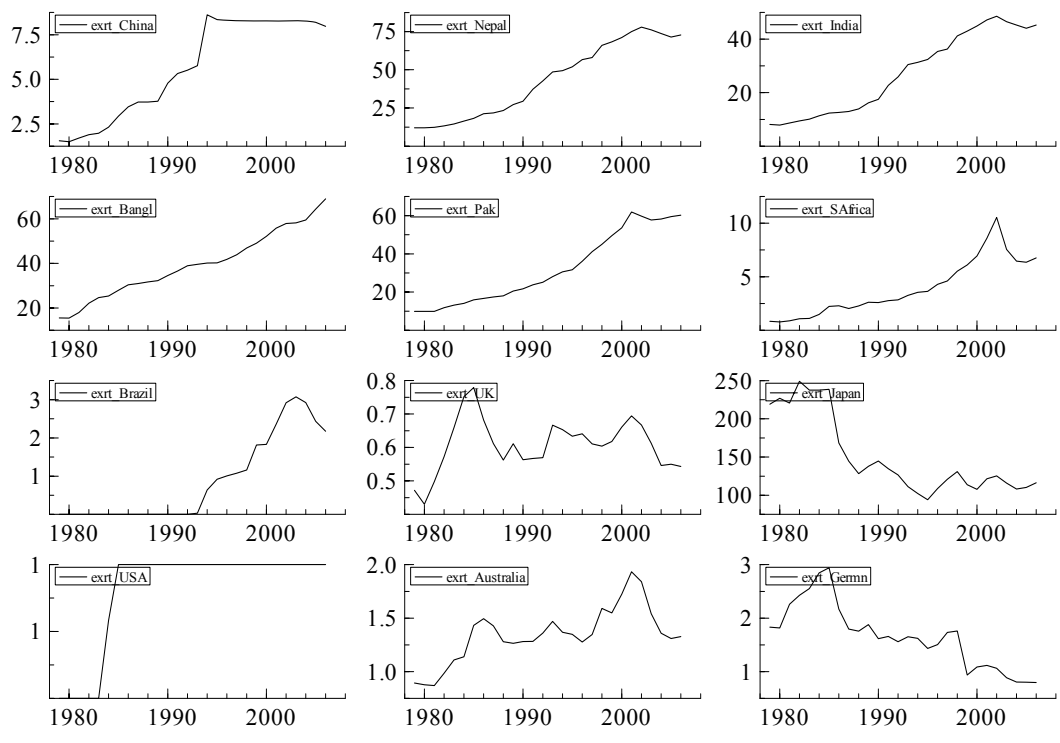 exrt_China
7.5
5.0
2.5
1980 1990 2000
exrt_Nepal
75
50
25
1980 1990 2000
exrt_India
40
20
1980 1990 2000
exrt_Bangl
60
40
20
1980 1990 2000
exrt_Pak
60
40
20
1980 1990 2000
exrt_SAfrica
10
5
1980 1990 2000
exrt_Brazil
3
2
1
1980 1990 2000
exrt_UK
0.8
0.7
0.6
0.5
1980 1990 2000
exrt_Japan
250
200
150
100
1980 1990 2000
exrt_USA
1
1
1980 1990 2000
exrt_Australia
2.0
1.5
1.0
1980 1990 2000
exrt_Germn
3
2
1
1980 1990 2000